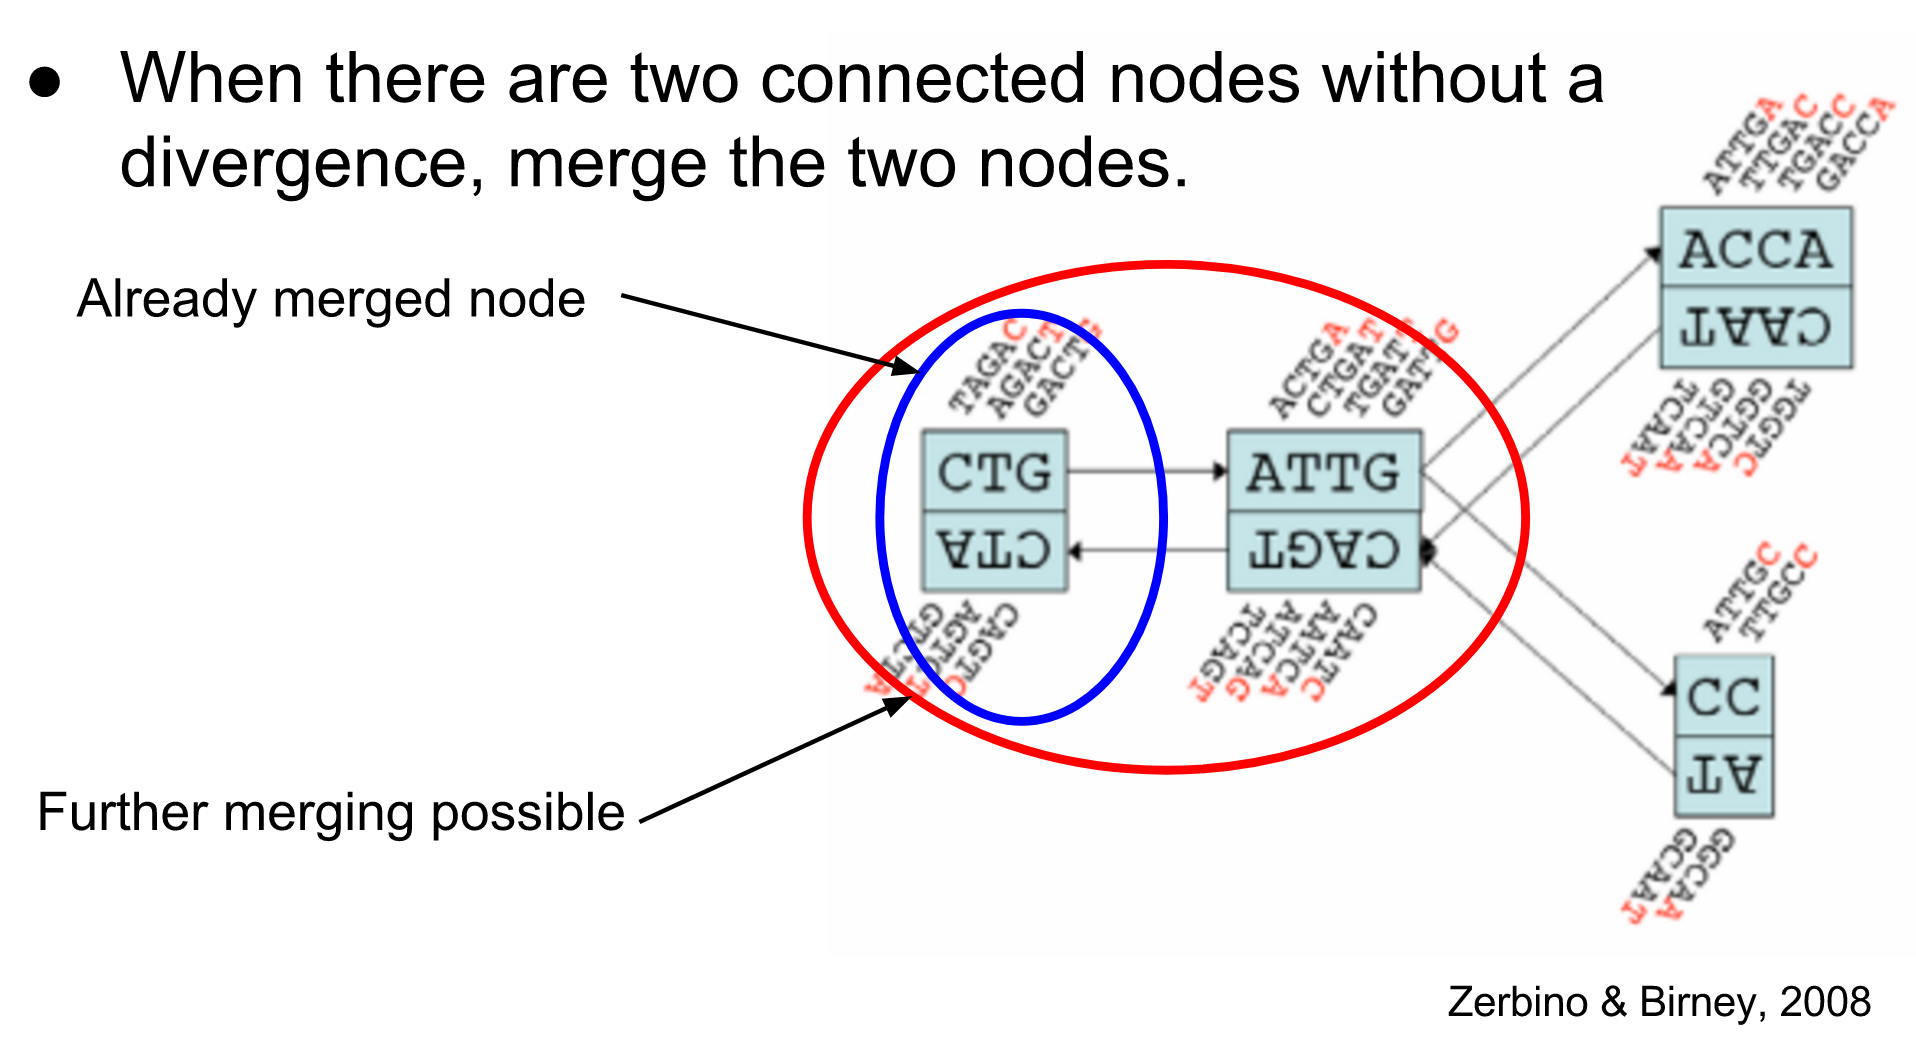 ● When there are two connected nodes without a
divergence, merge the two nodes.
Already merged node
Further merging possible
TAGAC
AGACT
GACTG
CTG
CTA
GTCTA
AGTCT
CAGTC
ACTGA
CTGAT
TGATT
GATTG
ATTG
CAGT
TCAGT
ATCAG
AATCA
CAATC
ATTGA
TTGAC
TGACC
GACCA
ACCA
CAAT
TCAAT
GTCAA
GGTCA
TGGTC
ATTGC
TTGCC
CC
AT
GCAAT
GGCAA
Zerbino & Birney, 2008